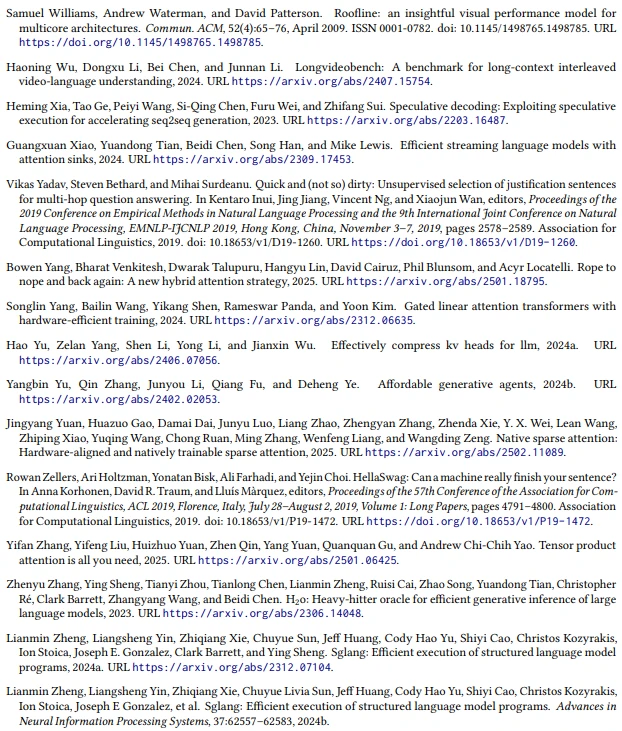 Samuel Williams, Andrew Waterman, and David Patterson. Roofline: an insightful visual performance model for
multicore architectures. Commun. ACM, 52(4):65–76, April 2009. ISSN 0001-0782. doi: 10.1145/1498765.1498785. URL
https://doi.org/10.1145/1498765.1498785.
Haoning Wu, Dongxu Li, Bei Chen, and Junnan Li. Longvideobench: A benchmark for long-context interleaved
video-language understanding, 2024. URL https://arxiv.org/abs/2407.15754.
Heming Xia, Tao Ge, Peiyi Wang, Si-Qing Chen, Furu Wei, and Zhifang Sui. Speculative decoding: Exploiting speculative
execution for accelerating seq2seq generation, 2023. URL https://arxiv.org/abs/2203.16487.
Guangxuan Xiao, Yuandong Tian, Beidi Chen, Song Han, and Mike Lewis. Efficient streaming language models with
attention sinks, 2024. URL https://arxiv.org/abs/2309.17453.
Vikas Yadav, Steven Bethard, and Mihai Surdeanu. Quick and (not so) dirty: Unsupervised selection of justification sentences
for multi-hop question answering. In Kentaro Inui, Jing Jiang, Vincent Ng, and Xiaojun Wan, editors, Proceedings of the
2019 Conference on Empirical Methods in Natural Language Processing and the 9th International Joint Conference on Natural
Language Processing, EMNLP-IJCNLP 2019, Hong Kong, China, November 3–7, 2019, pages 2578–2589. Association for
Computational Linguistics, 2019. doi: 10.18653/v1/D19-1260. URL https://doi.org/10.18653/v1/D19-1260.
Bowen Yang, Bharat Venkitesh, Dwarak Talupuru, Hangyu Lin, David Cairuz, Phil Blunsom, and Acyr Locatelli. Rope to
nope and back again: A new hybrid attention strategy, 2025. URL https://arxiv.org/abs/2501.18795.
Songlin Yang, Bailin Wang, Yikang Shen, Rameswar Panda, and Yoon Kim. Gated linear attention transformers with
hardware-efficient training, 2024. URL https://arxiv.org/abs/2312.06635.
Hao Yu, Zelan Yang, Shen Li, Yong Li, and Jianxin Wu. Effectively compress kv heads for llm, 2024a. URL
https://arxiv.org/abs/2406.07056.
Yangbin Yu, Qin Zhang, Junyou Li, Qiang Fu, and Deheng Ye. Affordable generative agents, 2024b. URL
https://arxiv.org/abs/2402.02053.
Jingyang Yuan, Huazuo Gao, Damai Dai, Junyu Luo, Liang Zhao, Zhengyan Zhang, Zhenda Xie, Y. X. Wei, Lean Wang,
Zhiping Xiao, Yuqing Wang, Chong Ruan, Ming Zhang, Wenfeng Liang, and Wangding Zeng. Native sparse attention:
Hardware-aligned and natively trainable sparse attention, 2025. URL https://arxiv.org/abs/2502.11089.
Rowan Zellers, Ari Holtzman, Yonatan Bisk, Ali Farhadi, and Yejin Choi. HellaSwag: Can a machine really finish your sentence?
In Anna Korhonen, David R. Traum, and Lluís Màrquez, editors, Proceedings of the 57th Conference of the Association for Com-
putational Linguistics, ACL 2019, Florence, Italy, July 28–August 2, 2019, Volume 1: Long Papers, pages 4791–4800. Association
for Computational Linguistics, 2019. doi: 10.18653/v1/P19-1472. URL https://doi.org/10.18653/v1/P19-1472.
Yifan Zhang, Yifeng Liu, Huizhuo Yuan, Zhen Qin, Yang Yuan, Quanquan Gu, and Andrew Chi-Chih Yao. Tensor product
attention is all you need, 2025. URL https://arxiv.org/abs/2501.06425.
Zhenyu Zhang, Ying Sheng, Tianyi Zhou, Tianlong Chen, Lianmin Zheng, Ruisi Cai, Zhao Song, Yuandong Tian, Christopher
Ré, Clark Barrett, Zhangyang Wang, and Beidi Chen. H₂o: Heavy-hitter oracle for efficient generative inference of large
language models, 2023. URL https://arxiv.org/abs/2306.14048.
Lianmin Zheng, Liangsheng Yin, Zhiqiang Xie, Chuyue Sun, Jeff Huang, Cody Hao Yu, Shiyi Cao, Christos Kozyrakis,
Ion Stoica, Joseph E. Gonzalez, Clark Barrett, and Ying Sheng. Sglang: Efficient execution of structured language model
programs, 2024a. URL https://arxiv.org/abs/2312.07104.
Lianmin Zheng, Liangsheng Yin, Zhiqiang Xie, Chuyue Livia Sun, Jeff Huang, Cody Hao Yu, Shiyi Cao, Christos Kozyrakis,
Ion Stoica, Joseph E Gonzalez, et al. Sglang: Efficient execution of structured language model programs. Advances in
Neural Information Processing Systems, 37:62557–62583, 2024b.